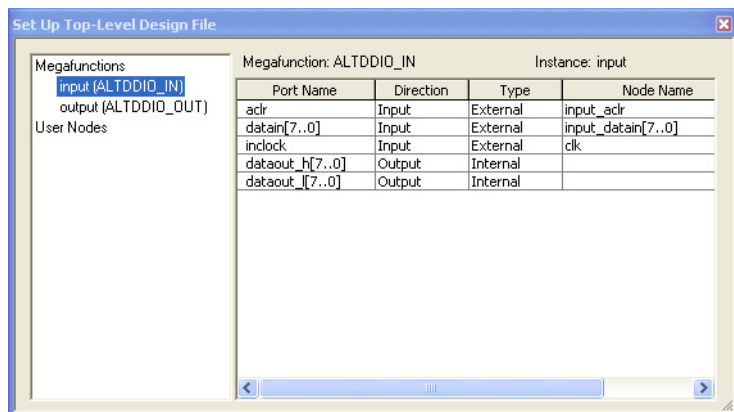 Set Up Top-Level Design File
Megafunctions
input (ALTDDIO_IN)
output (ALTDDIO_OUT)
User Nodes
Megafunction: ALTDDIO_IN Instance: input
Port Name Direction Type Node Name
aclr Input External input_aclr
datain[7..0] Input External input_datain[7..0]
inclock Input External clk
dataout_h[7..0] Output Internal
dataout_l[7..0] Output Internal